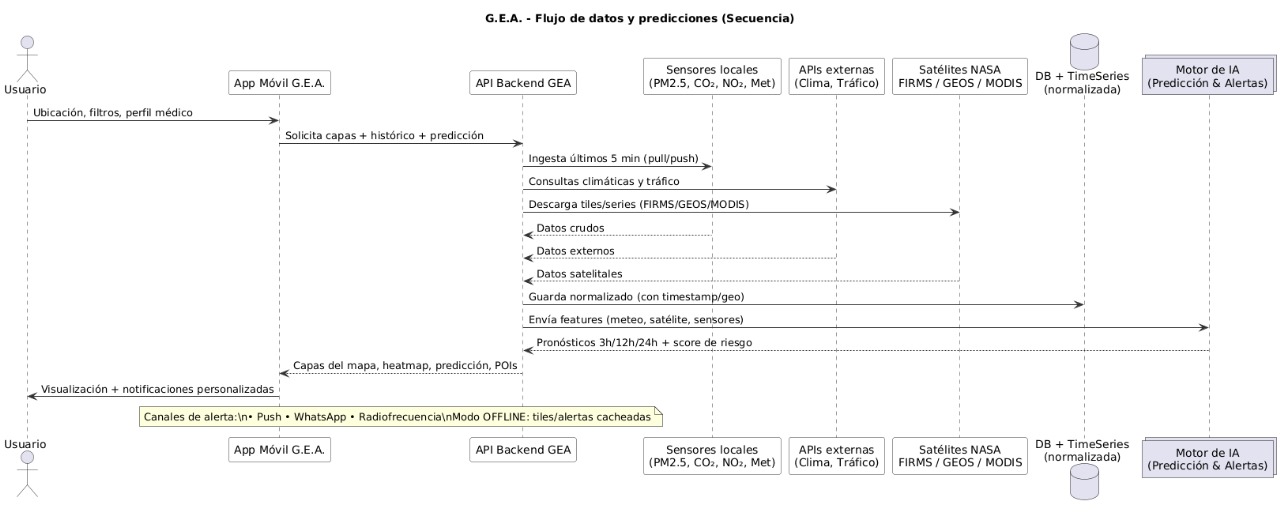 G.E.A. - Flujo de datos y predicciones (Secuencia)
Usuario
App Móvil G.E.A.
API Backend GEA
Sensores locales
(PM2.5, CO₂, NO₂, Met)
APIs externas
(Clima, Tráfico)
Satélites NASA
FIRMS / GEOS / MODIS
DB + TimeSeries
(normalizada)
Motor de IA
(Predicción & Alertas)
Ubicación, filtros, perfil médico
Solicita capas + histórico + predicción
Ingesta últimos 5 min (pull/push)
Consultas climáticas y tráfico
Descarga tiles/series (FIRMS/GEOS/MODIS)
Datos crudos
Datos externos
Datos satelitales
Guarda normalizado (con timestamp/geo)
Envía features (meteo, satélite, sensores)
Pronósticos 3h/12h/24h + score de riesgo
Capas del mapa, heatmap, predicción, POIs
Visualización + notificaciones personalizadas
Canales de alerta:\n• Push • WhatsApp • Radiofrecuencia\nModo OFFLINE: tiles/alertas cacheadas
Usuario
App Móvil G.E.A.
API Backend GEA
Sensores locales
(PM2.5, CO₂, NO₂, Met)
APIs externas
(Clima, Tráfico)
Satélites NASA
FIRMS / GEOS / MODIS
DB + TimeSeries
(normalizada)
Motor de IA
(Predicción & Alertas)